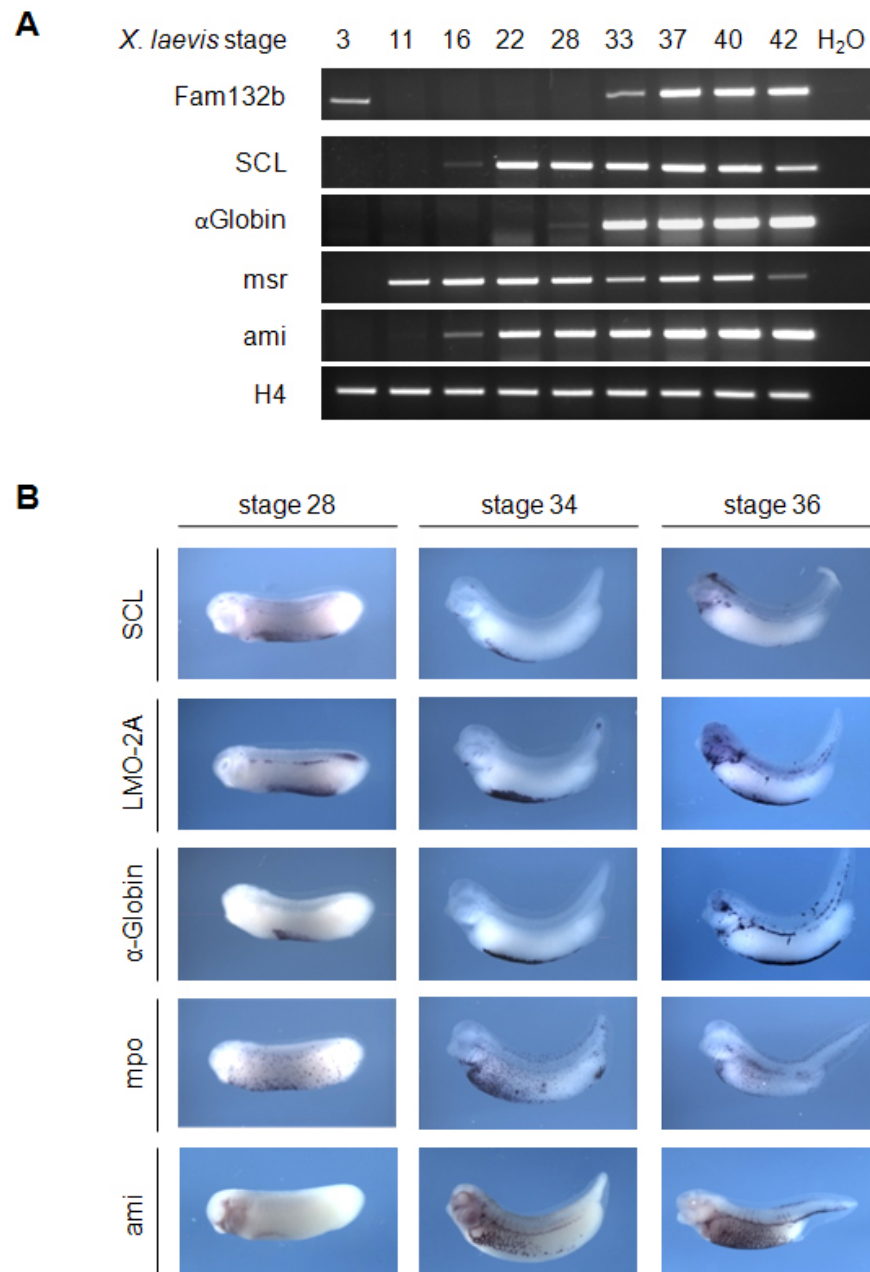 A
X. laevis stage 3 11 16 22 28 33 37 40 42 H₂O
Fam132b
SCL
αGlobin
msr
ami
H4
B
stage 28 stage 34 stage 36
SCL
LMO-2A
α-Globin
mpo
ami